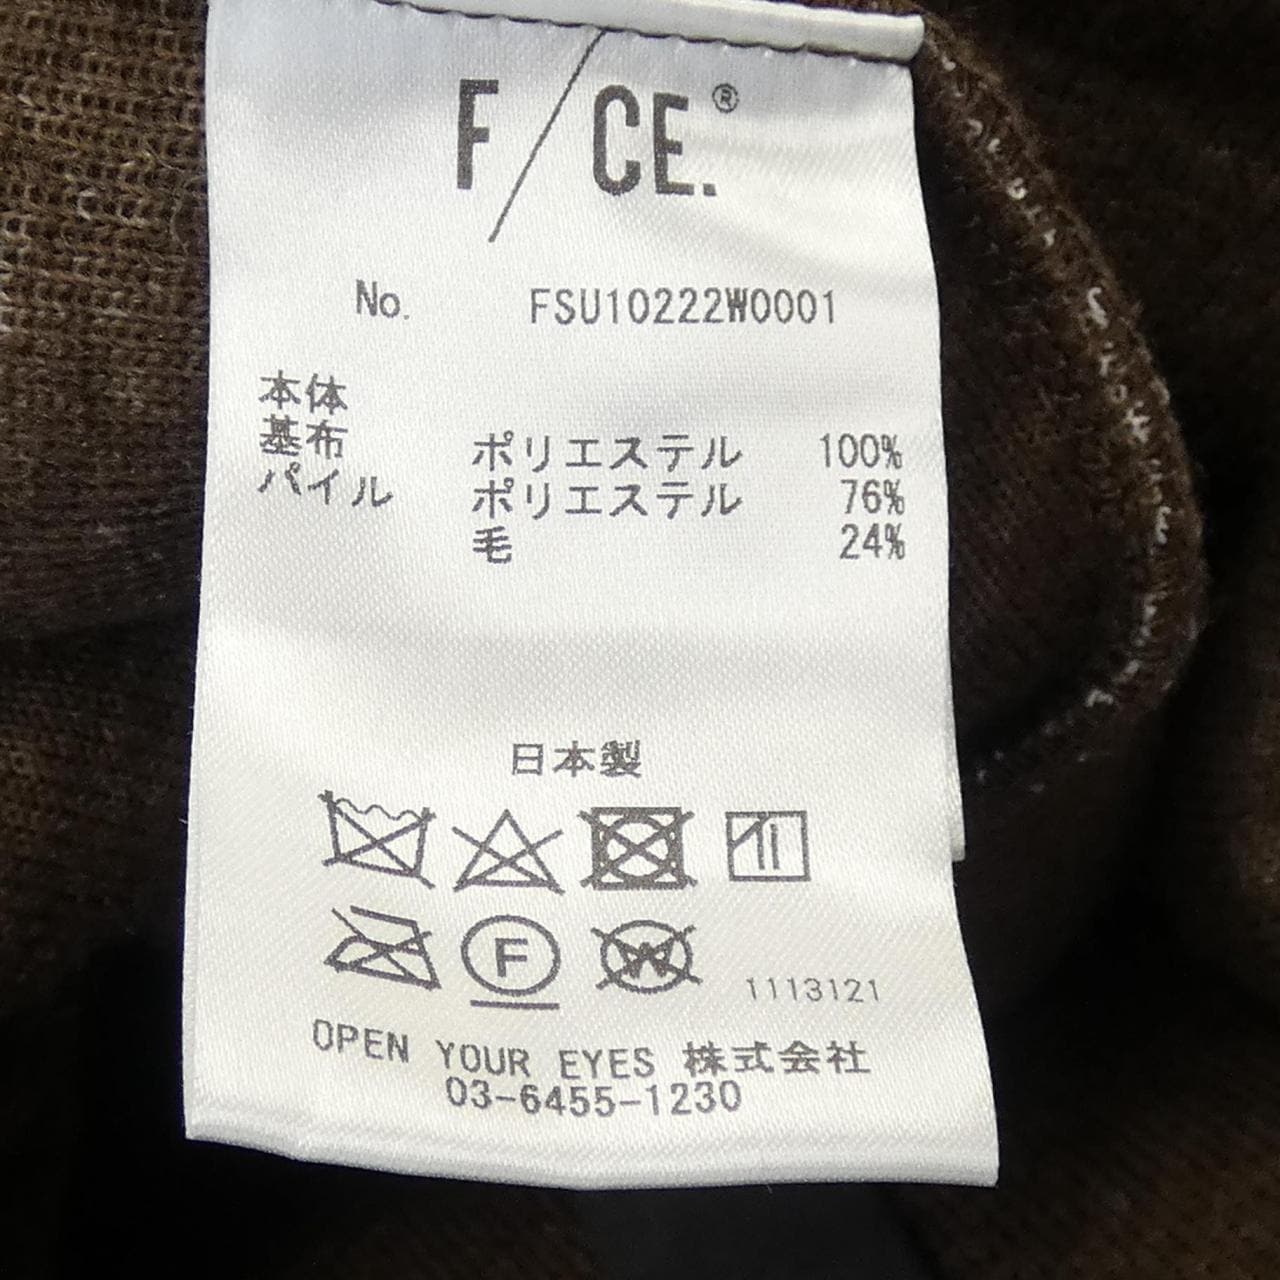 F/CE.®
No. FSU10222W0001
本体
基布 ポリエステル 100%
パイル ポリエステル 76%
毛 24%
日本製
F W 1113121
OPEN YOUR EYES 株式会社
03-6455-1230